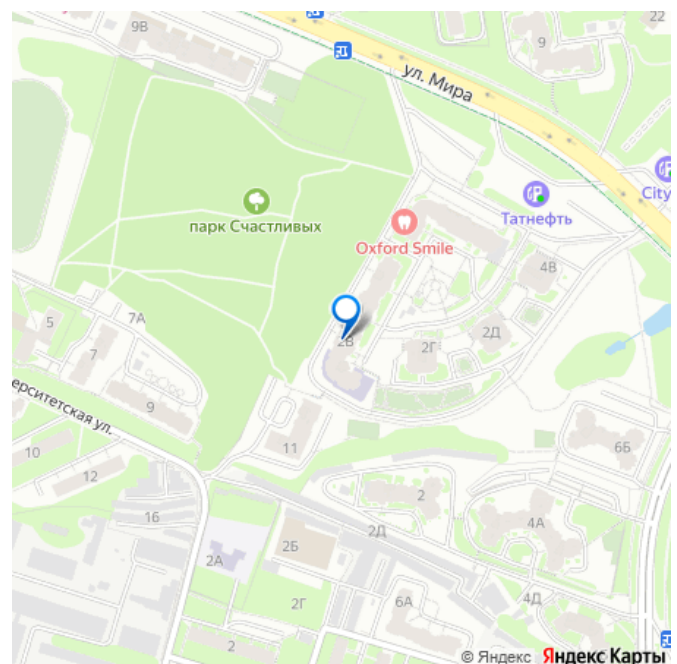 9В
22
9
ул. Мира
City
Татнефть
парк Счастливых
Oxford Smile
4В
7А
5
7
2В
2Г
2Д
9
ерситетская ул.
11
6Б
10
12
2
16
4А
2Д
2Б
2А
2Г
6А
4Д
2
© Яндекс Яндекс Карты